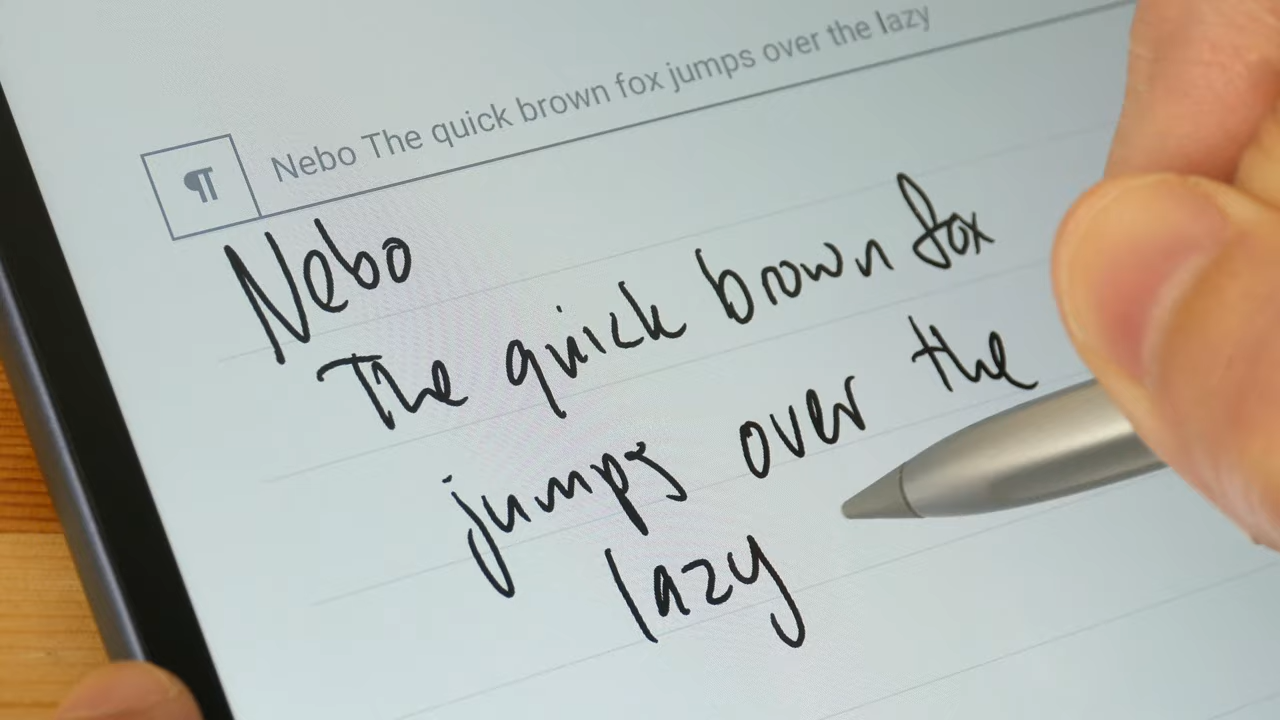 ¶ Nebo The quick brown fox jumps over the lazy
Nebo
The quick brown fox
jumps over the
lazy